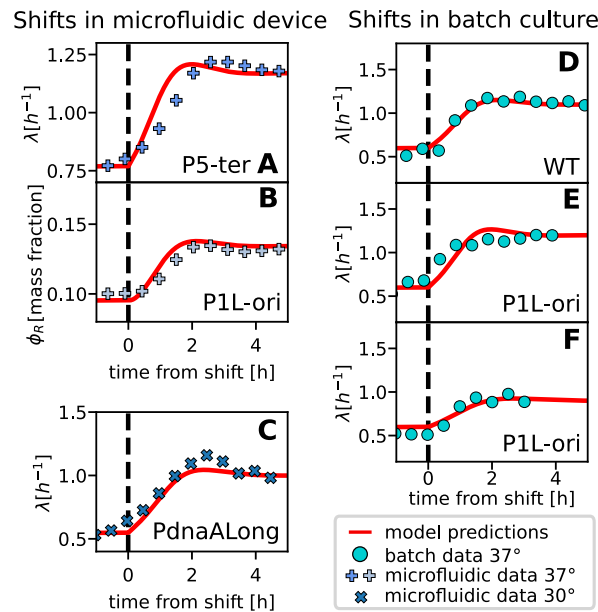 Shifts in microfluidic device
λ[h⁻¹]
1.25
1.00
0.75
P5-ter A
ϕ_R [mass fraction]
0.15
0.10
B
P1L-ori
0 2 4
time from shift [h]
λ[h⁻¹]
1.5
1.0
0.5
C
PdnaALong
0 2 4
time from shift [h]
Shifts in batch culture
λ[h⁻¹]
1.5
1.0
0.5
D
WT
λ[h⁻¹]
1.5
1.0
0.5
E
P1L-ori
λ[h⁻¹]
1.5
1.0
0.5
F
P1L-ori
0 2 4
time from shift [h]
model predictions
batch data 37°
microfluidic data 37°
microfluidic data 30°